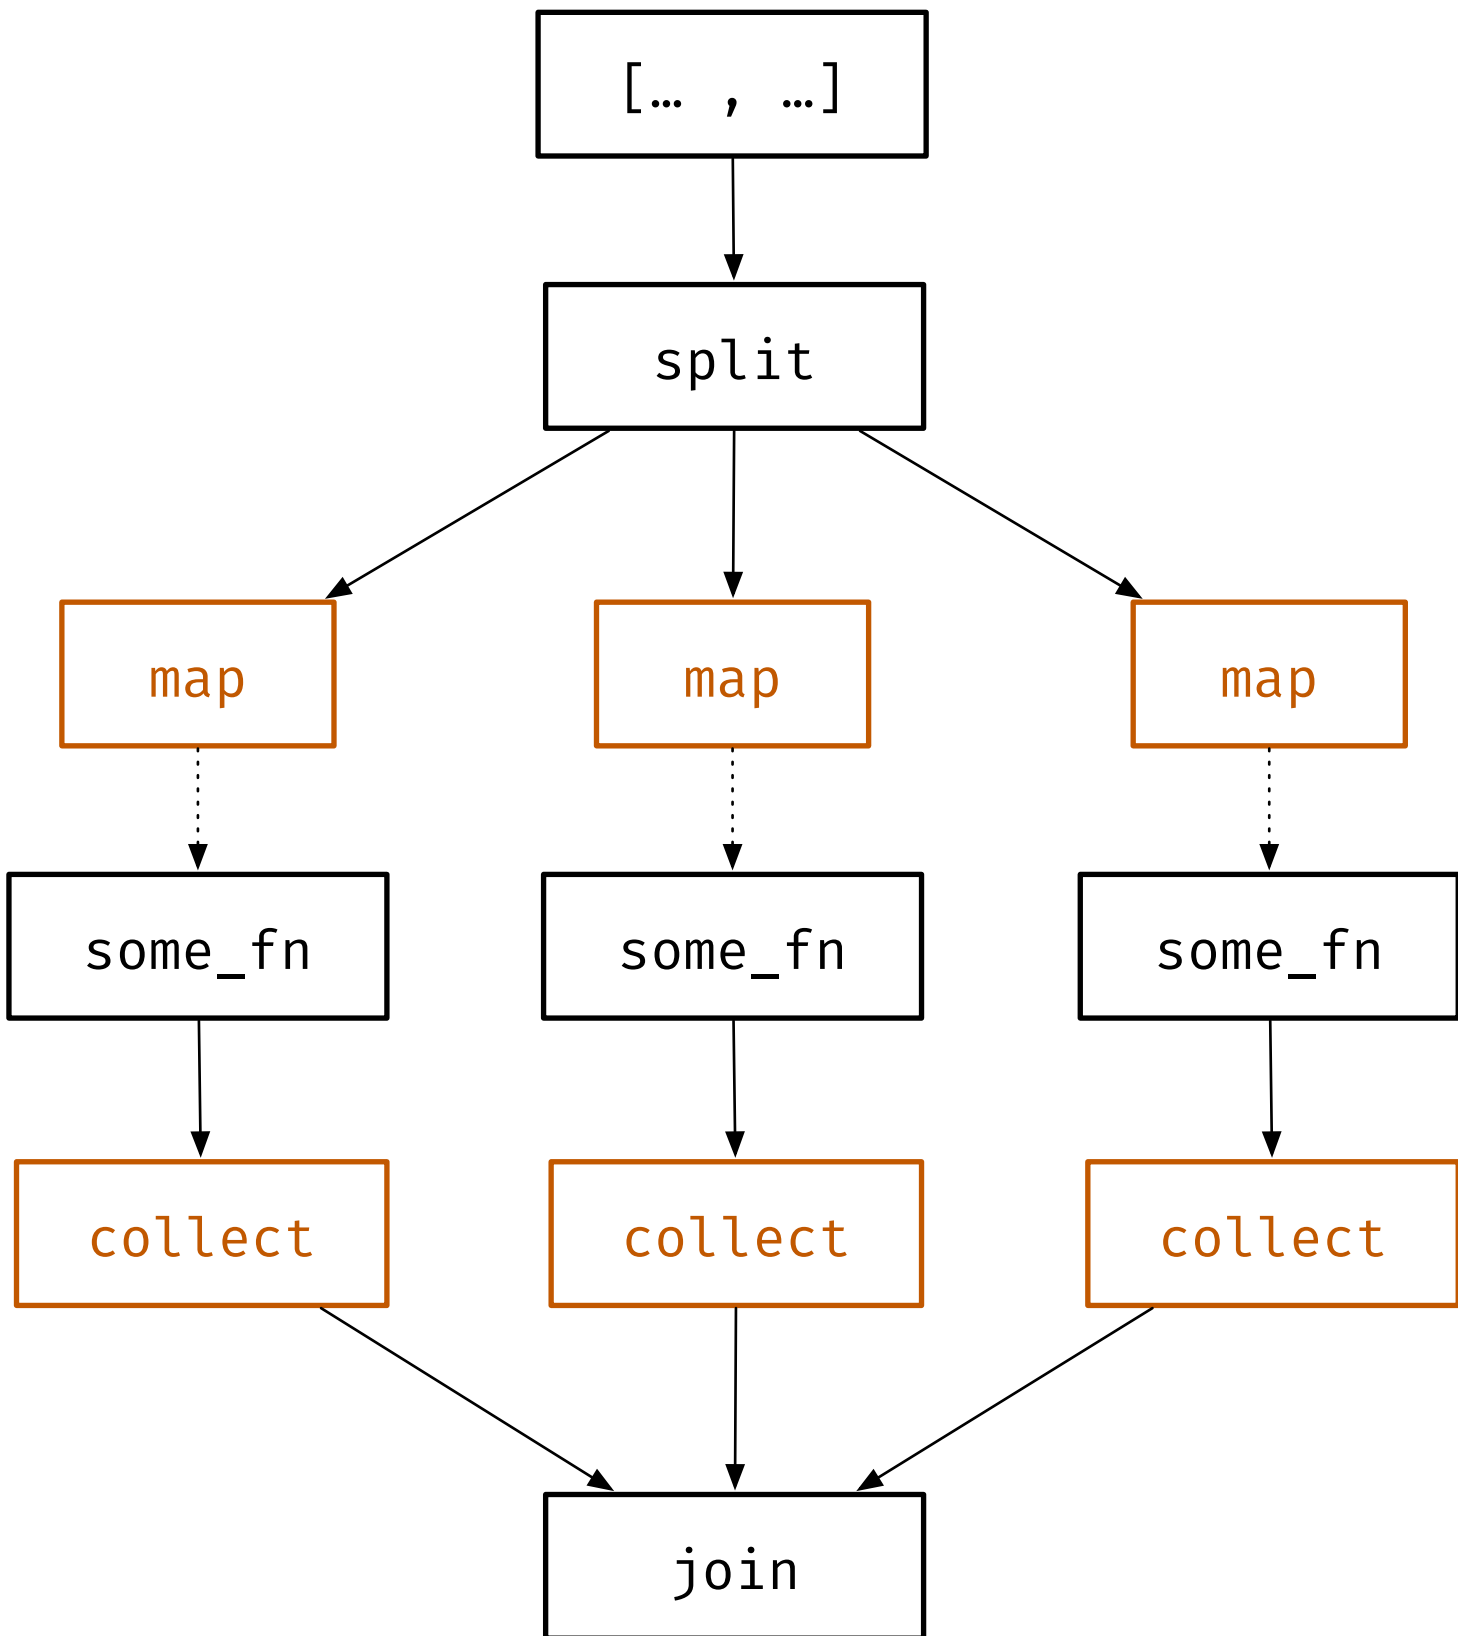 [… , …]
split
map map map
some_fn some_fn some_fn
collect collect collect
join